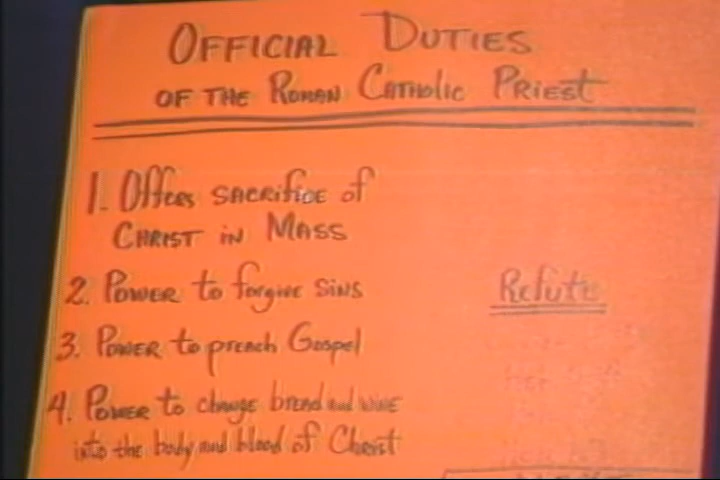 OFFICIAL DUTIES
OF THE ROMAN CATHOLIC PRIEST
1. Offers SACRIFICE of
CHRIST IN MASS
2. POWER to forgive SINS
Refute
3. POWER to preach Gospel
4. POWER TO change bread and wine
into the body and blood of Christ